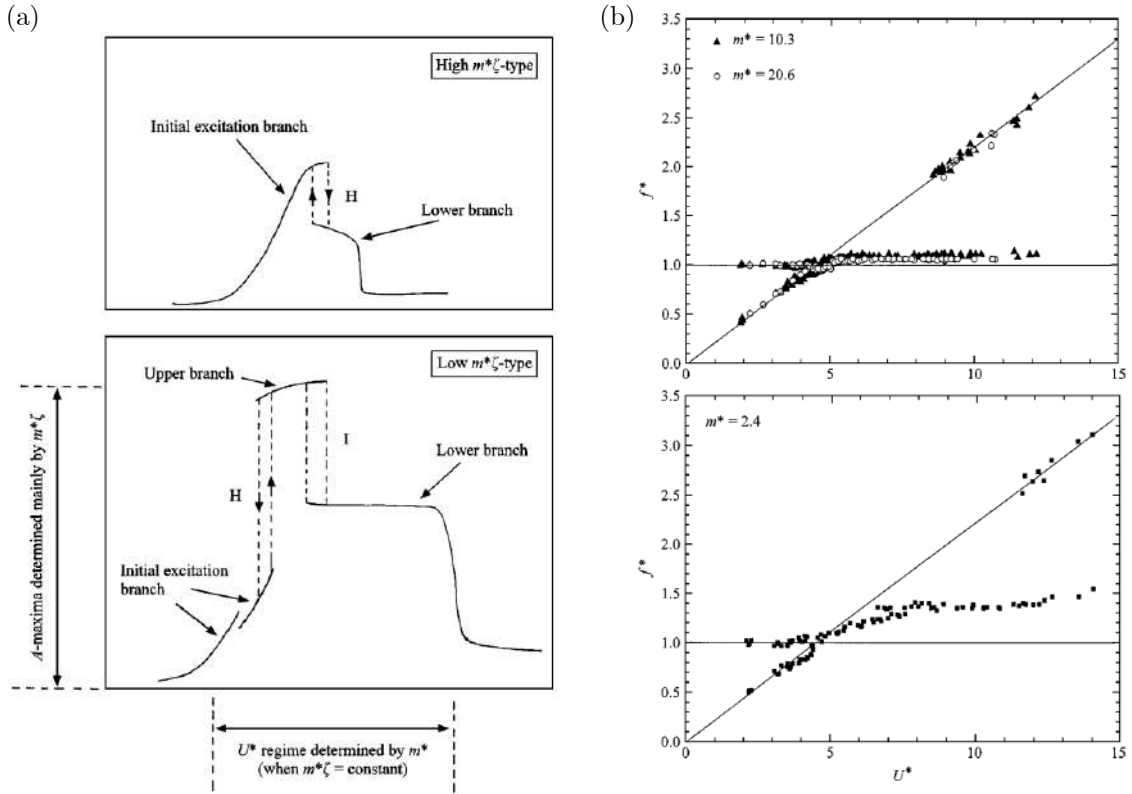 (a)
High m*ζ-type
Initial excitation branch
H
Lower branch
Low m*ζ-type
Upper branch
I
Lower branch
H
Initial excitation
branch
A-maxima determined mainly by m*ζ
U* regime determined by m*
(when m*ζ = constant)
(b)
m* = 10.3
m* = 20.6
3.5
3.0
2.5
2.0
1.5
1.0
0.5
0.0
f*
0
5
10
15
m* = 2.4
3.5
3.0
2.5
2.0
1.5
1.0
0.5
0.0
f*
0
5
10
15
U*